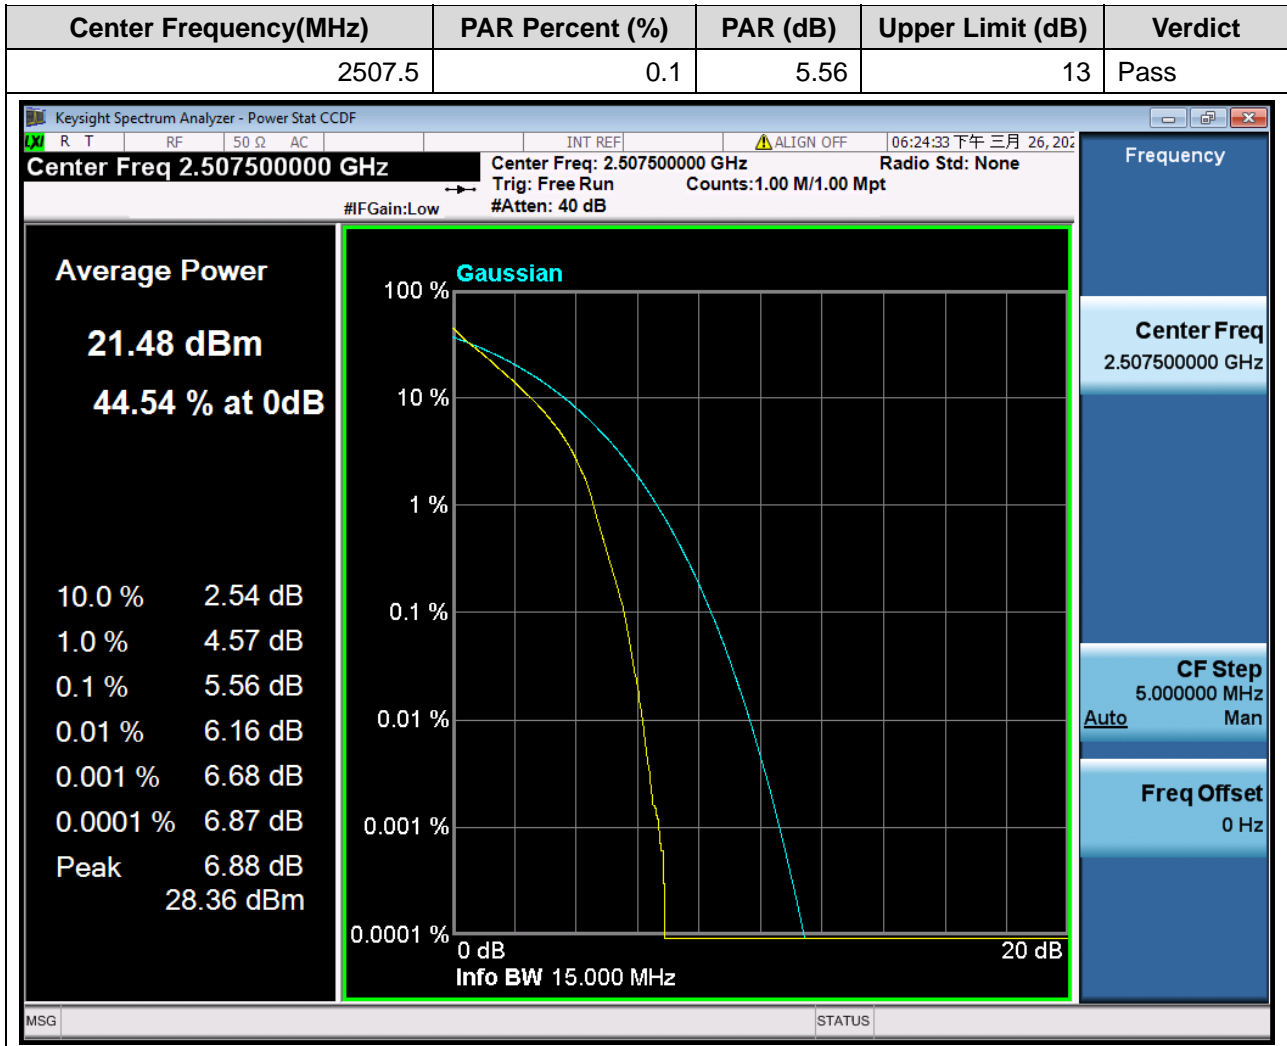 Center Frequency(MHz) PAR Percent (%) PAR (dB) Upper Limit (dB) Verdict
2507.5 0.1 5.56 13 Pass
Keysight Spectrum Analyzer - Power Stat CCDF
LXI R T RF 50 Ω AC INT REF ALIGN OFF 06:24:33 下午 三月 26, 202
Center Freq 2.507500000 GHz
Center Freq: 2.507500000 GHz Radio Std: None
Trig: Free Run Counts:1.00 M/1.00 Mpt
#IFGain:Low #Atten: 40 dB
Frequency
Average Power
21.48 dBm
44.54 % at 0dB
10.0 % 2.54 dB
1.0 % 4.57 dB
0.1 % 5.56 dB
0.01 % 6.16 dB
0.001 % 6.68 dB
0.0001 % 6.87 dB
Peak 6.88 dB
28.36 dBm
Gaussian
100 %
10 %
1 %
0.1 %
0.01 %
0.001 %
0.0001 %
0 dB 20 dB
Info BW 15.000 MHz
Center Freq
2.507500000 GHz
CF Step
5.000000 MHz
Auto Man
Freq Offset
0 Hz
MSG STATUS